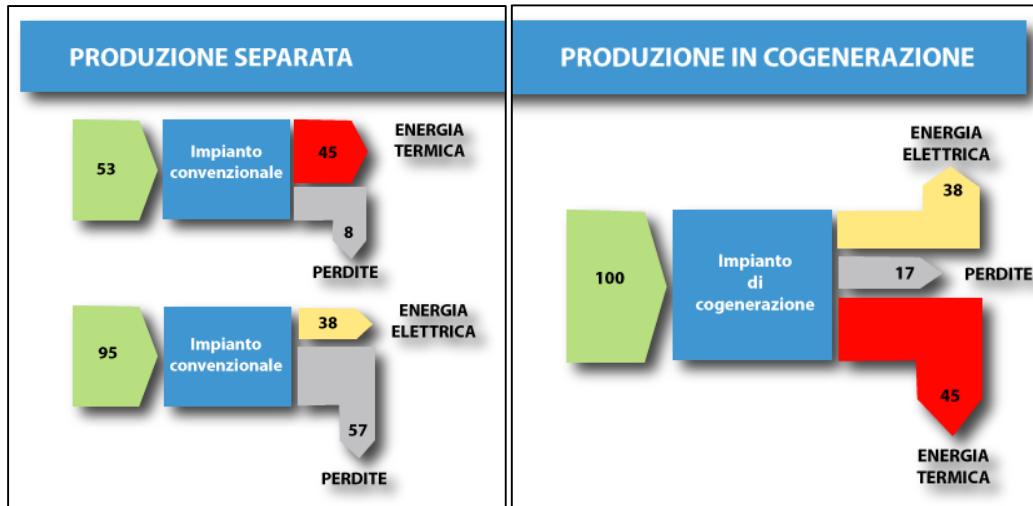 PRODUZIONE SEPARATA
53
Impianto
convenzionale
45
ENERGIA
TERMICA
8
PERDITE
95
Impianto
convenzionale
38
ENERGIA
ELETTRICA
57
PERDITE
PRODUZIONE IN COGENERAZIONE
ENERGIA
ELETTRICA
38
100
Impianto
di
cogenerazione
17
PERDITE
45
ENERGIA
TERMICA